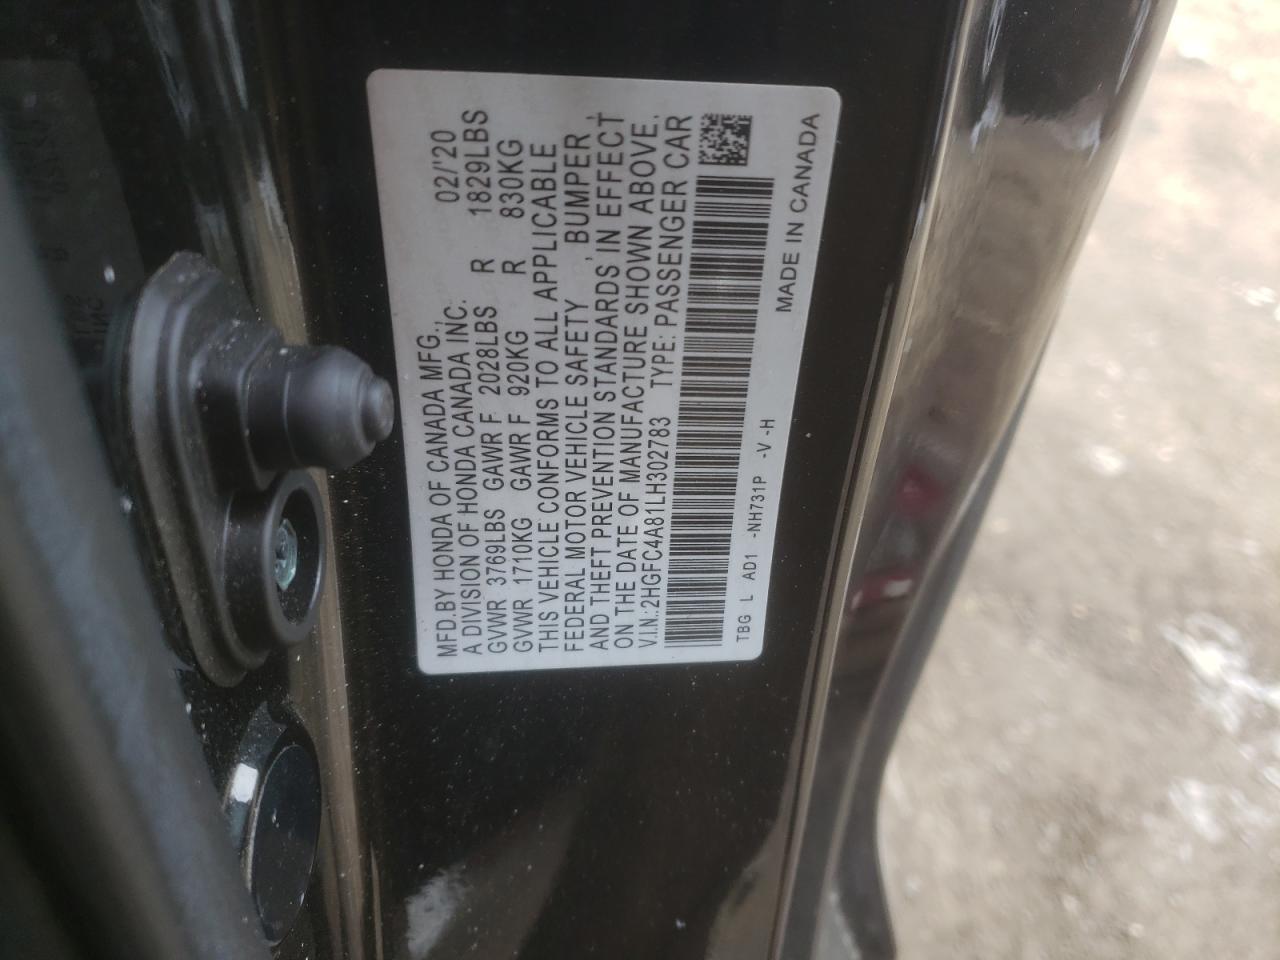 MFD.BY HONDA OF CANADA MFG., 02/'20
A DIVISION OF HONDA CANADA INC.
GVWR 3769LBS GAWR F 2028LBS R 1829LBS
GVWR 1710KG GAWR F 920KG R 830KG
THIS VEHICLE CONFORMS TO ALL APPLICABLE
FEDERAL MOTOR VEHICLE SAFETY , BUMPER ,
AND THEFT PREVENTION STANDARDS, IN EFFECT
ON THE DATE OF MANUFACTURE SHOWN ABOVE.
V.I.N.:2HGFC4A81LH302783 TYPE: PASSENGER CAR
TBG L AD1 -NH731P -V -H
MADE IN CANADA